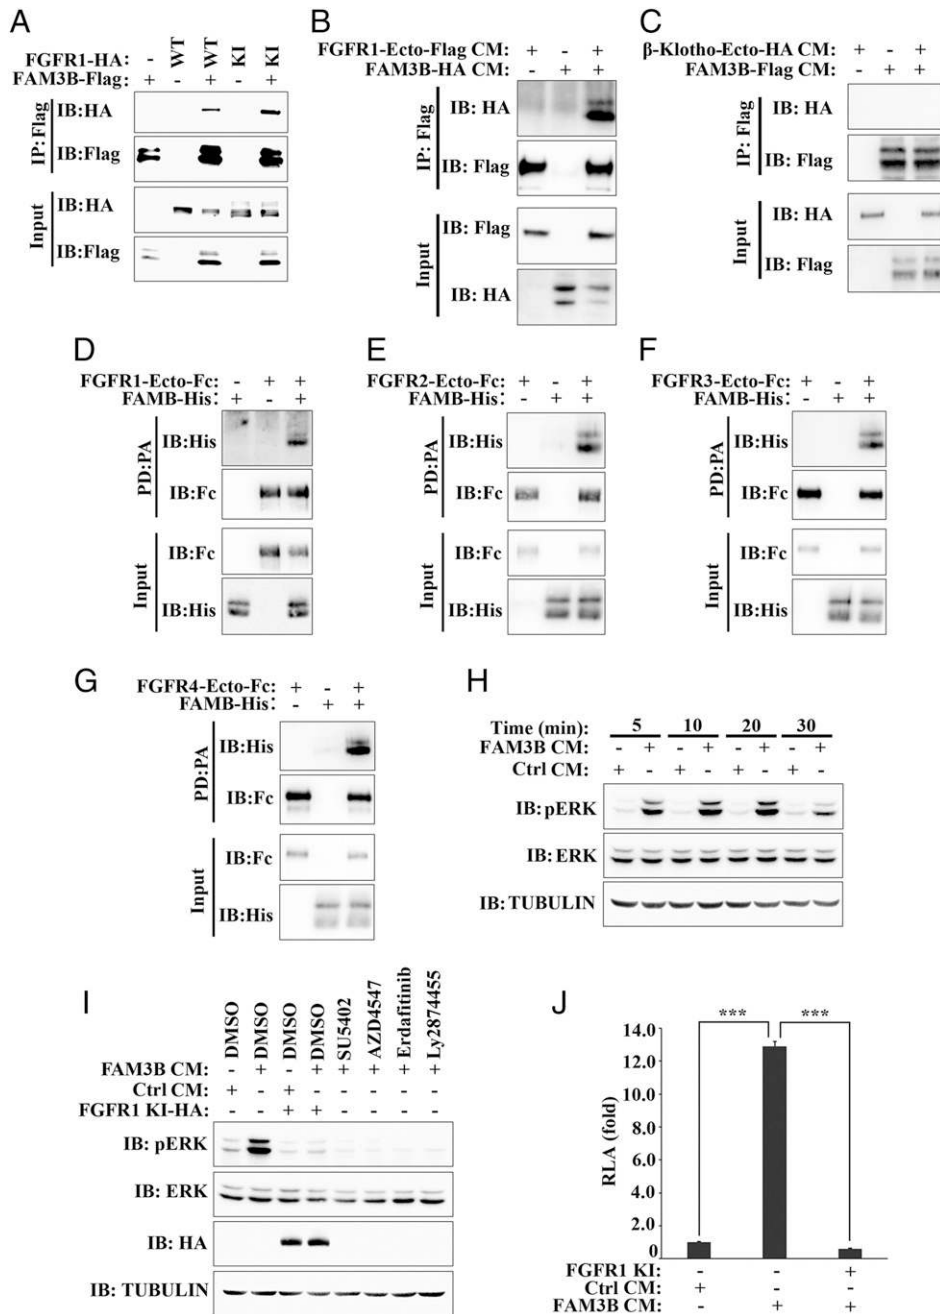 A
FGFR1-HA: - WT WT KI KI
FAM3B-Flag: + - + - +
IP: Flag
IB:HA
IB:Flag
Input
IB:HA
IB:Flag
B
FGFR1-Ecto-Flag CM: + - +
FAM3B-HA CM: - + +
IP: Flag
IB: HA
IB: Flag
Input
IB: Flag
IB: HA
C
β-Klotho-Ecto-HA CM: + - +
FAM3B-Flag CM: - + +
IP: Flag
IB: HA
IB: Flag
Input
IB: HA
IB: Flag
D
FGFR1-Ecto-Fc: - + +
FAMB-His: + - +
PD:PA
IB:His
IB:Fc
Input
IB:Fc
IB:His
E
FGFR2-Ecto-Fc: + - +
FAMB-His: - + +
PD:PA
IB:His
IB:Fc
Input
IB:Fc
IB:His
F
FGFR3-Ecto-Fc: + - +
FAMB-His: - + +
PD:PA
IB:His
IB:Fc
Input
IB:Fc
IB:His
G
FGFR4-Ecto-Fc: + - +
FAMB-His: - + +
PD:PA
IB:His
IB:Fc
Input
IB:Fc
IB:His
H
Time (min): 5 10 20 30
FAM3B CM: - + - + - + - +
Ctrl CM: + - + - + - + -
IB: pERK
IB: ERK
IB: TUBULIN
I
DMSO DMSO DMSO DMSO SU5402 AZD4547 Erdafitinib Ly2874455
FAM3B CM: - + - + + + + +
Ctrl CM: + - + - - - - -
FGFR1 KI-HA: - - + + - - - -
IB: pERK
IB: ERK
IB: HA
IB: TUBULIN
J
*** ***
RLA (fold)
14.0
12.0
10.0
8.0
6.0
4.0
2.0
0
FGFR1 KI: - - +
Ctrl CM: + - -
FAM3B CM: - + +